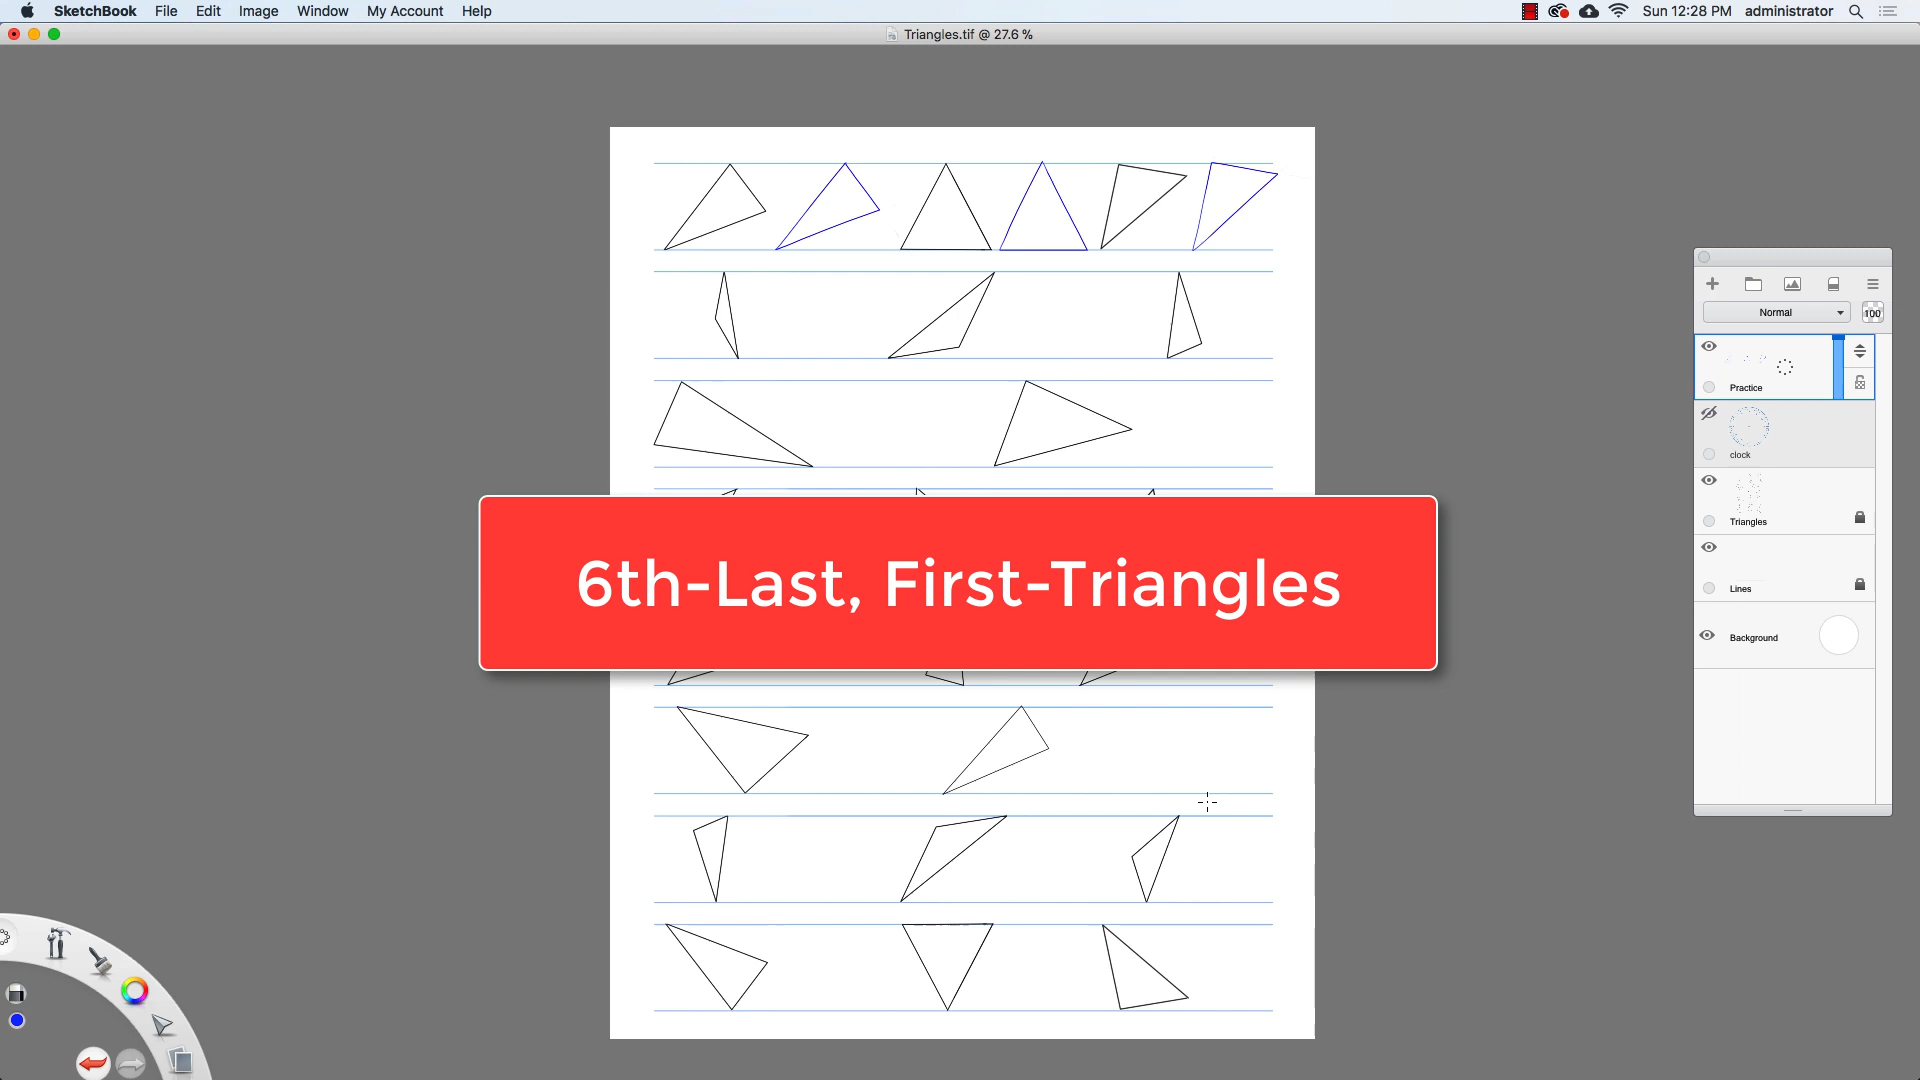 SketchBook File Edit Image Window My Account Help Sun 12:28 PM administrator
Triangles.tif @ 27.6 %
Normal 100
Practice
clock
Triangles
Lines
Background
6th-Last, First-Triangles